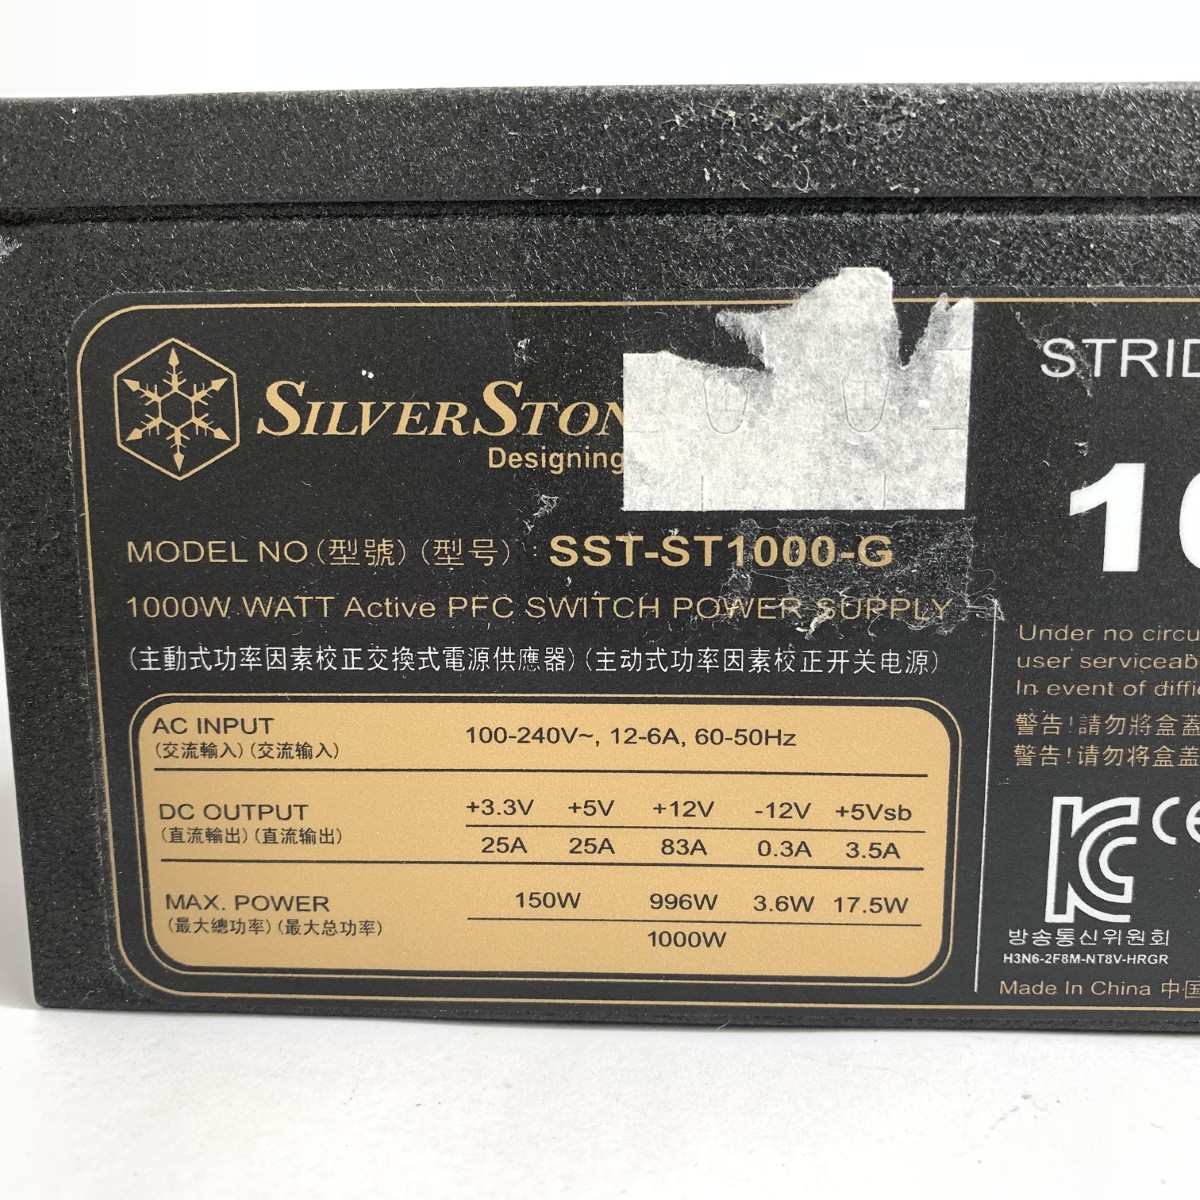 SILVERSTON
Designing
MODEL NO (型號) (型号) : SST-ST1000-G
1000W WATT Active PFC SWITCH POWER SUPPLY
(主動式功率因素校正交換式電源供應器) (主动式功率因素校正开关电源)
AC INPUT 100-240V~, 12-6A, 60-50Hz
(交流輸入) (交流输入)
DC OUTPUT +3.3V +5V +12V -12V +5Vsb
(直流輸出) (直流输出) 25A 25A 83A 0.3A 3.5A
MAX. POWER 150W 996W 3.6W 17.5W
(最大總功率) (最大总功率) 1000W
STRID
10
Under no circu
user serviceab
In event of diffic
警告!請勿將盒蓋
警告!请勿将盒盖
KC CE
방송통신위원회
H3N6-2F8M-NT8V-HRGR
Made In China 中国